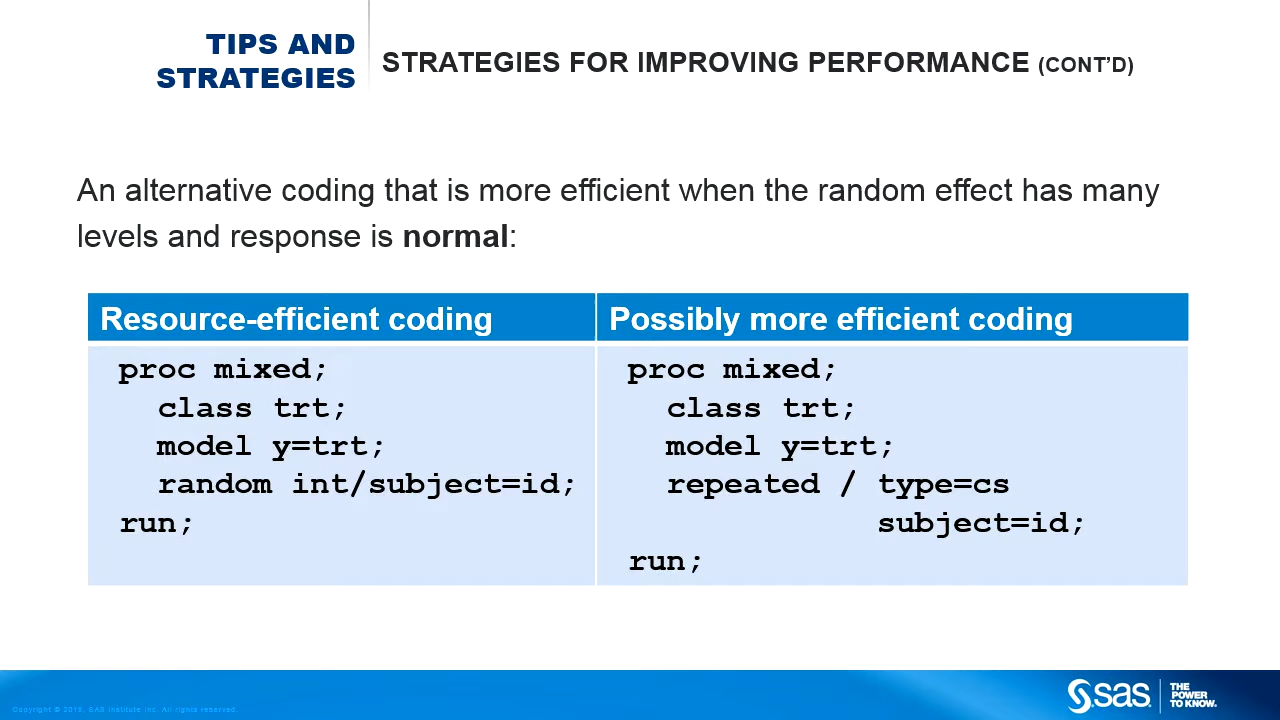 TIPS AND
STRATEGIES
STRATEGIES FOR IMPROVING PERFORMANCE (CONT’D)
An alternative coding that is more efficient when the random effect has many
levels and response is normal:
Resource-efficient coding
proc mixed;
class trt;
model y=trt;
random int/subject=id;
run;
Possibly more efficient coding
proc mixed;
class trt;
model y=trt;
repeated / type=cs
subject=id;
run;
sas
THE
POWER
TO KNOW.